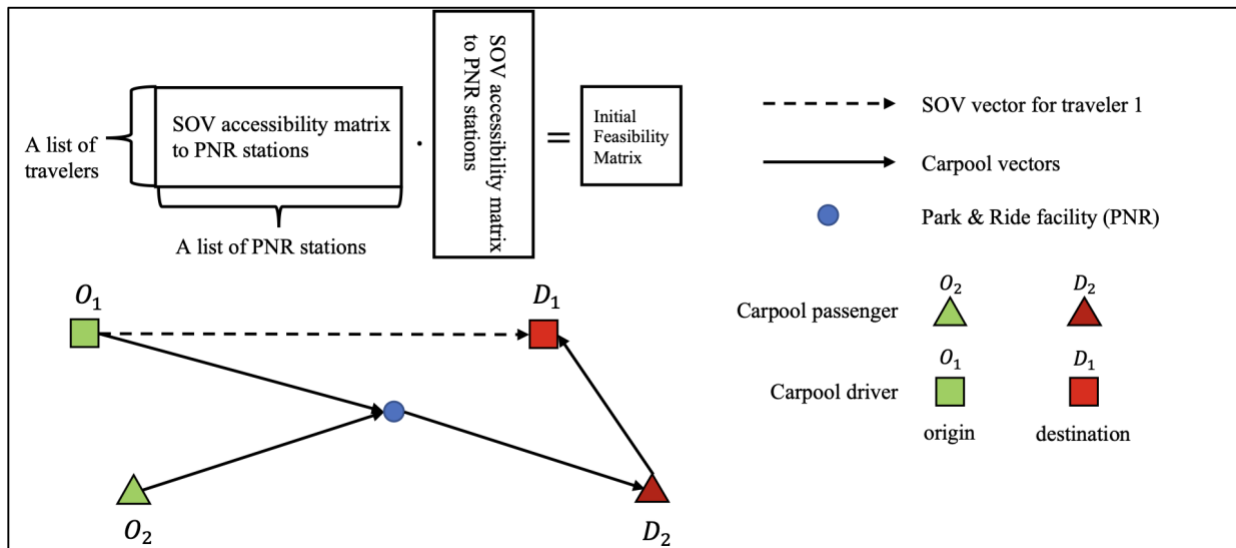 A list of
travelers
SOV accessibility matrix
to PNR stations
A list of PNR stations
·
SOV accessibility matrix
to PNR stations
=
Initial
Feasibility
Matrix
SOV vector for traveler 1
Carpool vectors
Park & Ride facility (PNR)
Carpool passenger
O₂
D₂
Carpool driver
O₁
D₁
origin
destination
O₁
D₁
O₂
D₂